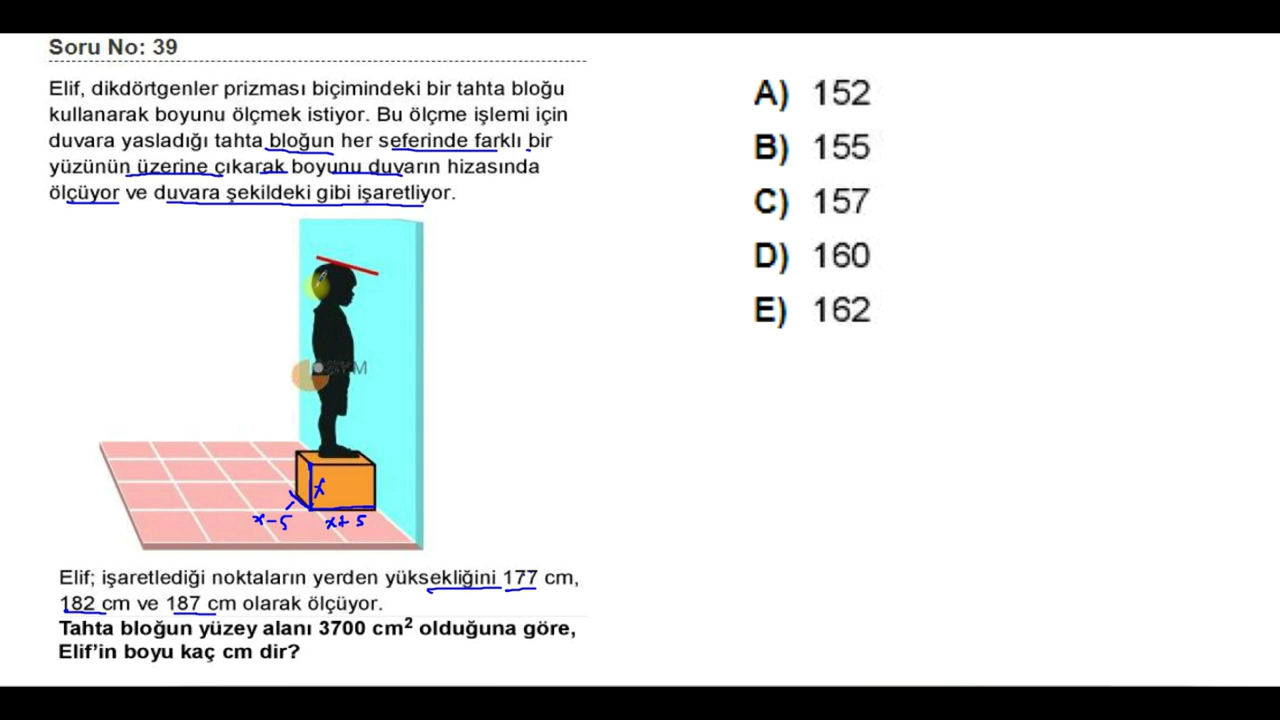 Soru No: 39
Elif, dikdörtgenler prizması biçimindeki bir tahta bloğu
kullanarak boyunu ölçmek istiyor. Bu ölçme işlemi için
duvara yasladığı tahta bloğun her seferinde farklı bir
yüzünün üzerine çıkarak boyunu duvarın hizasında
ölçüyor ve duvara şekildeki gibi işaretliyor.
x
x-5
x+5
Elif; işaretlediği noktaların yerden yüksekliğini 177 cm,
182 cm ve 187 cm olarak ölçüyor.
Tahta bloğun yüzey alanı 3700 cm² olduğuna göre,
Elif'in boyu kaç cm dir?
A) 152
B) 155
C) 157
D) 160
E) 162